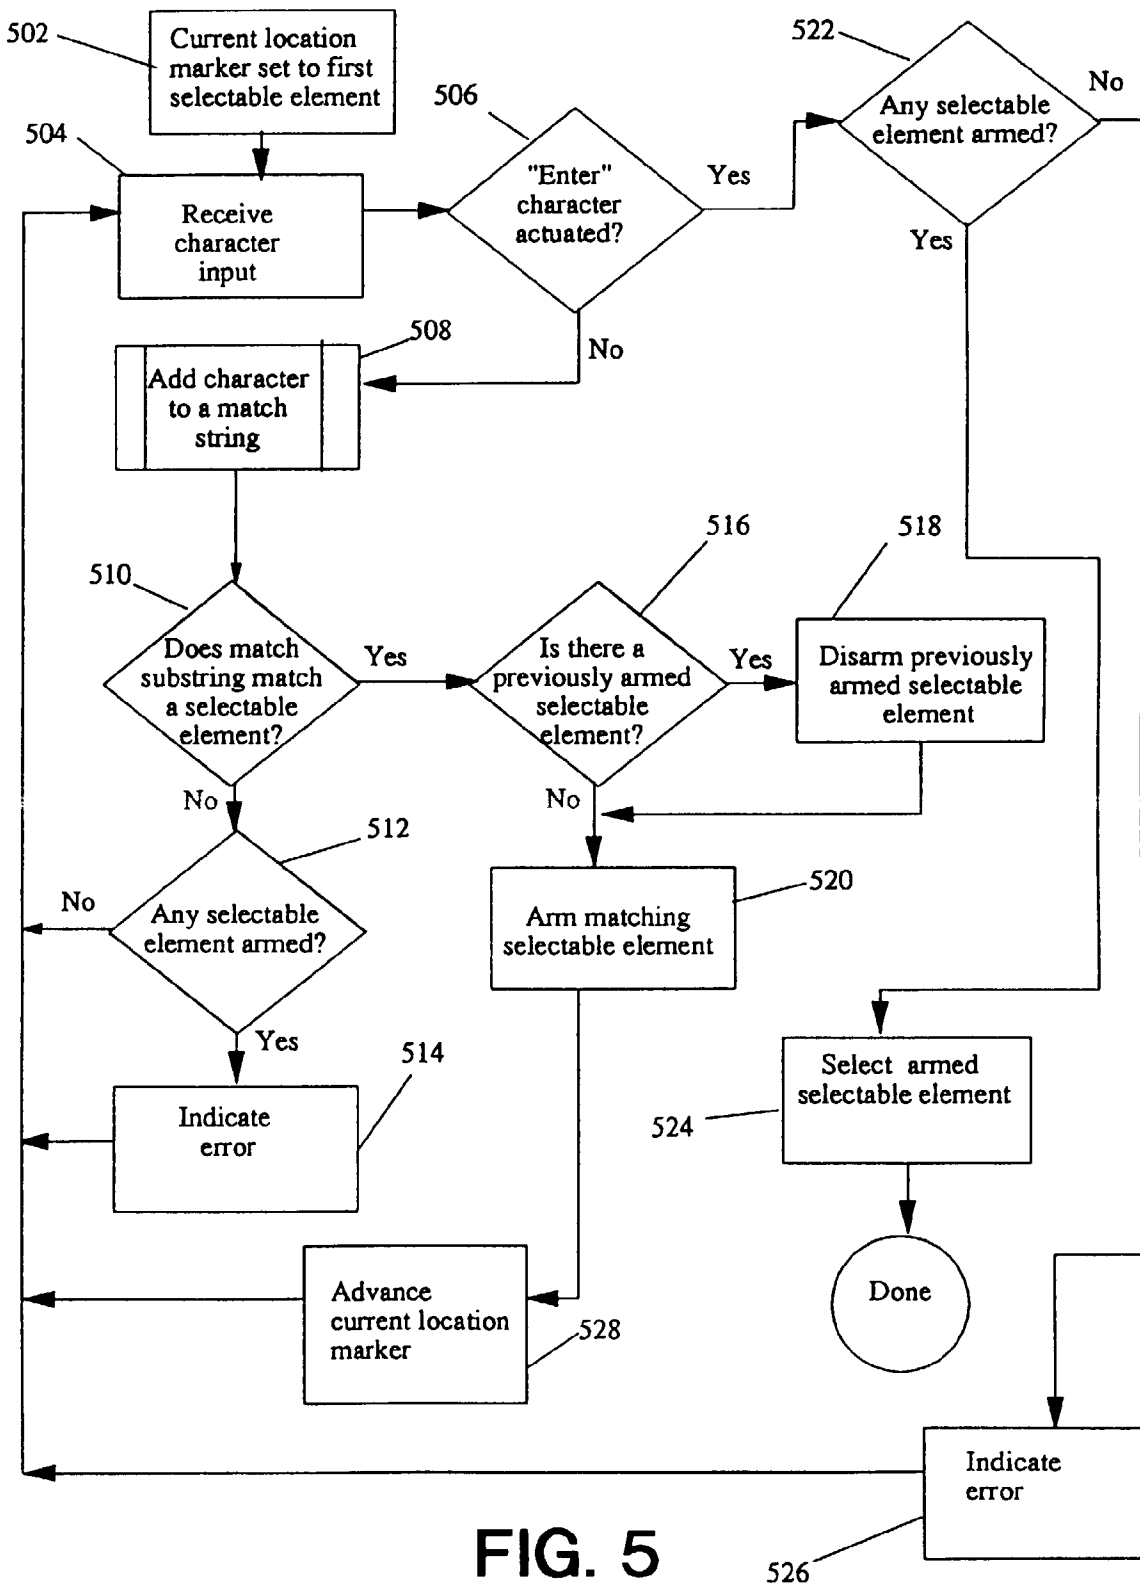 502
Current location
marker set to first
selectable element
504
Receive
character
input
506
"Enter"
character
actuated?
Yes
No
522
Any selectable
element armed?
No
Yes
508
Add character
to a match
string
510
Does match
substring match
a selectable
element?
Yes
No
516
Is there a
previously armed
selectable
element?
Yes
No
518
Disarm previously
armed selectable
element
512
Any selectable
element armed?
No
Yes
520
Arm matching
selectable element
514
Indicate
error
524
Select armed
selectable element
Done
Advance
current location
marker
528
Indicate
error
526
FIG. 5